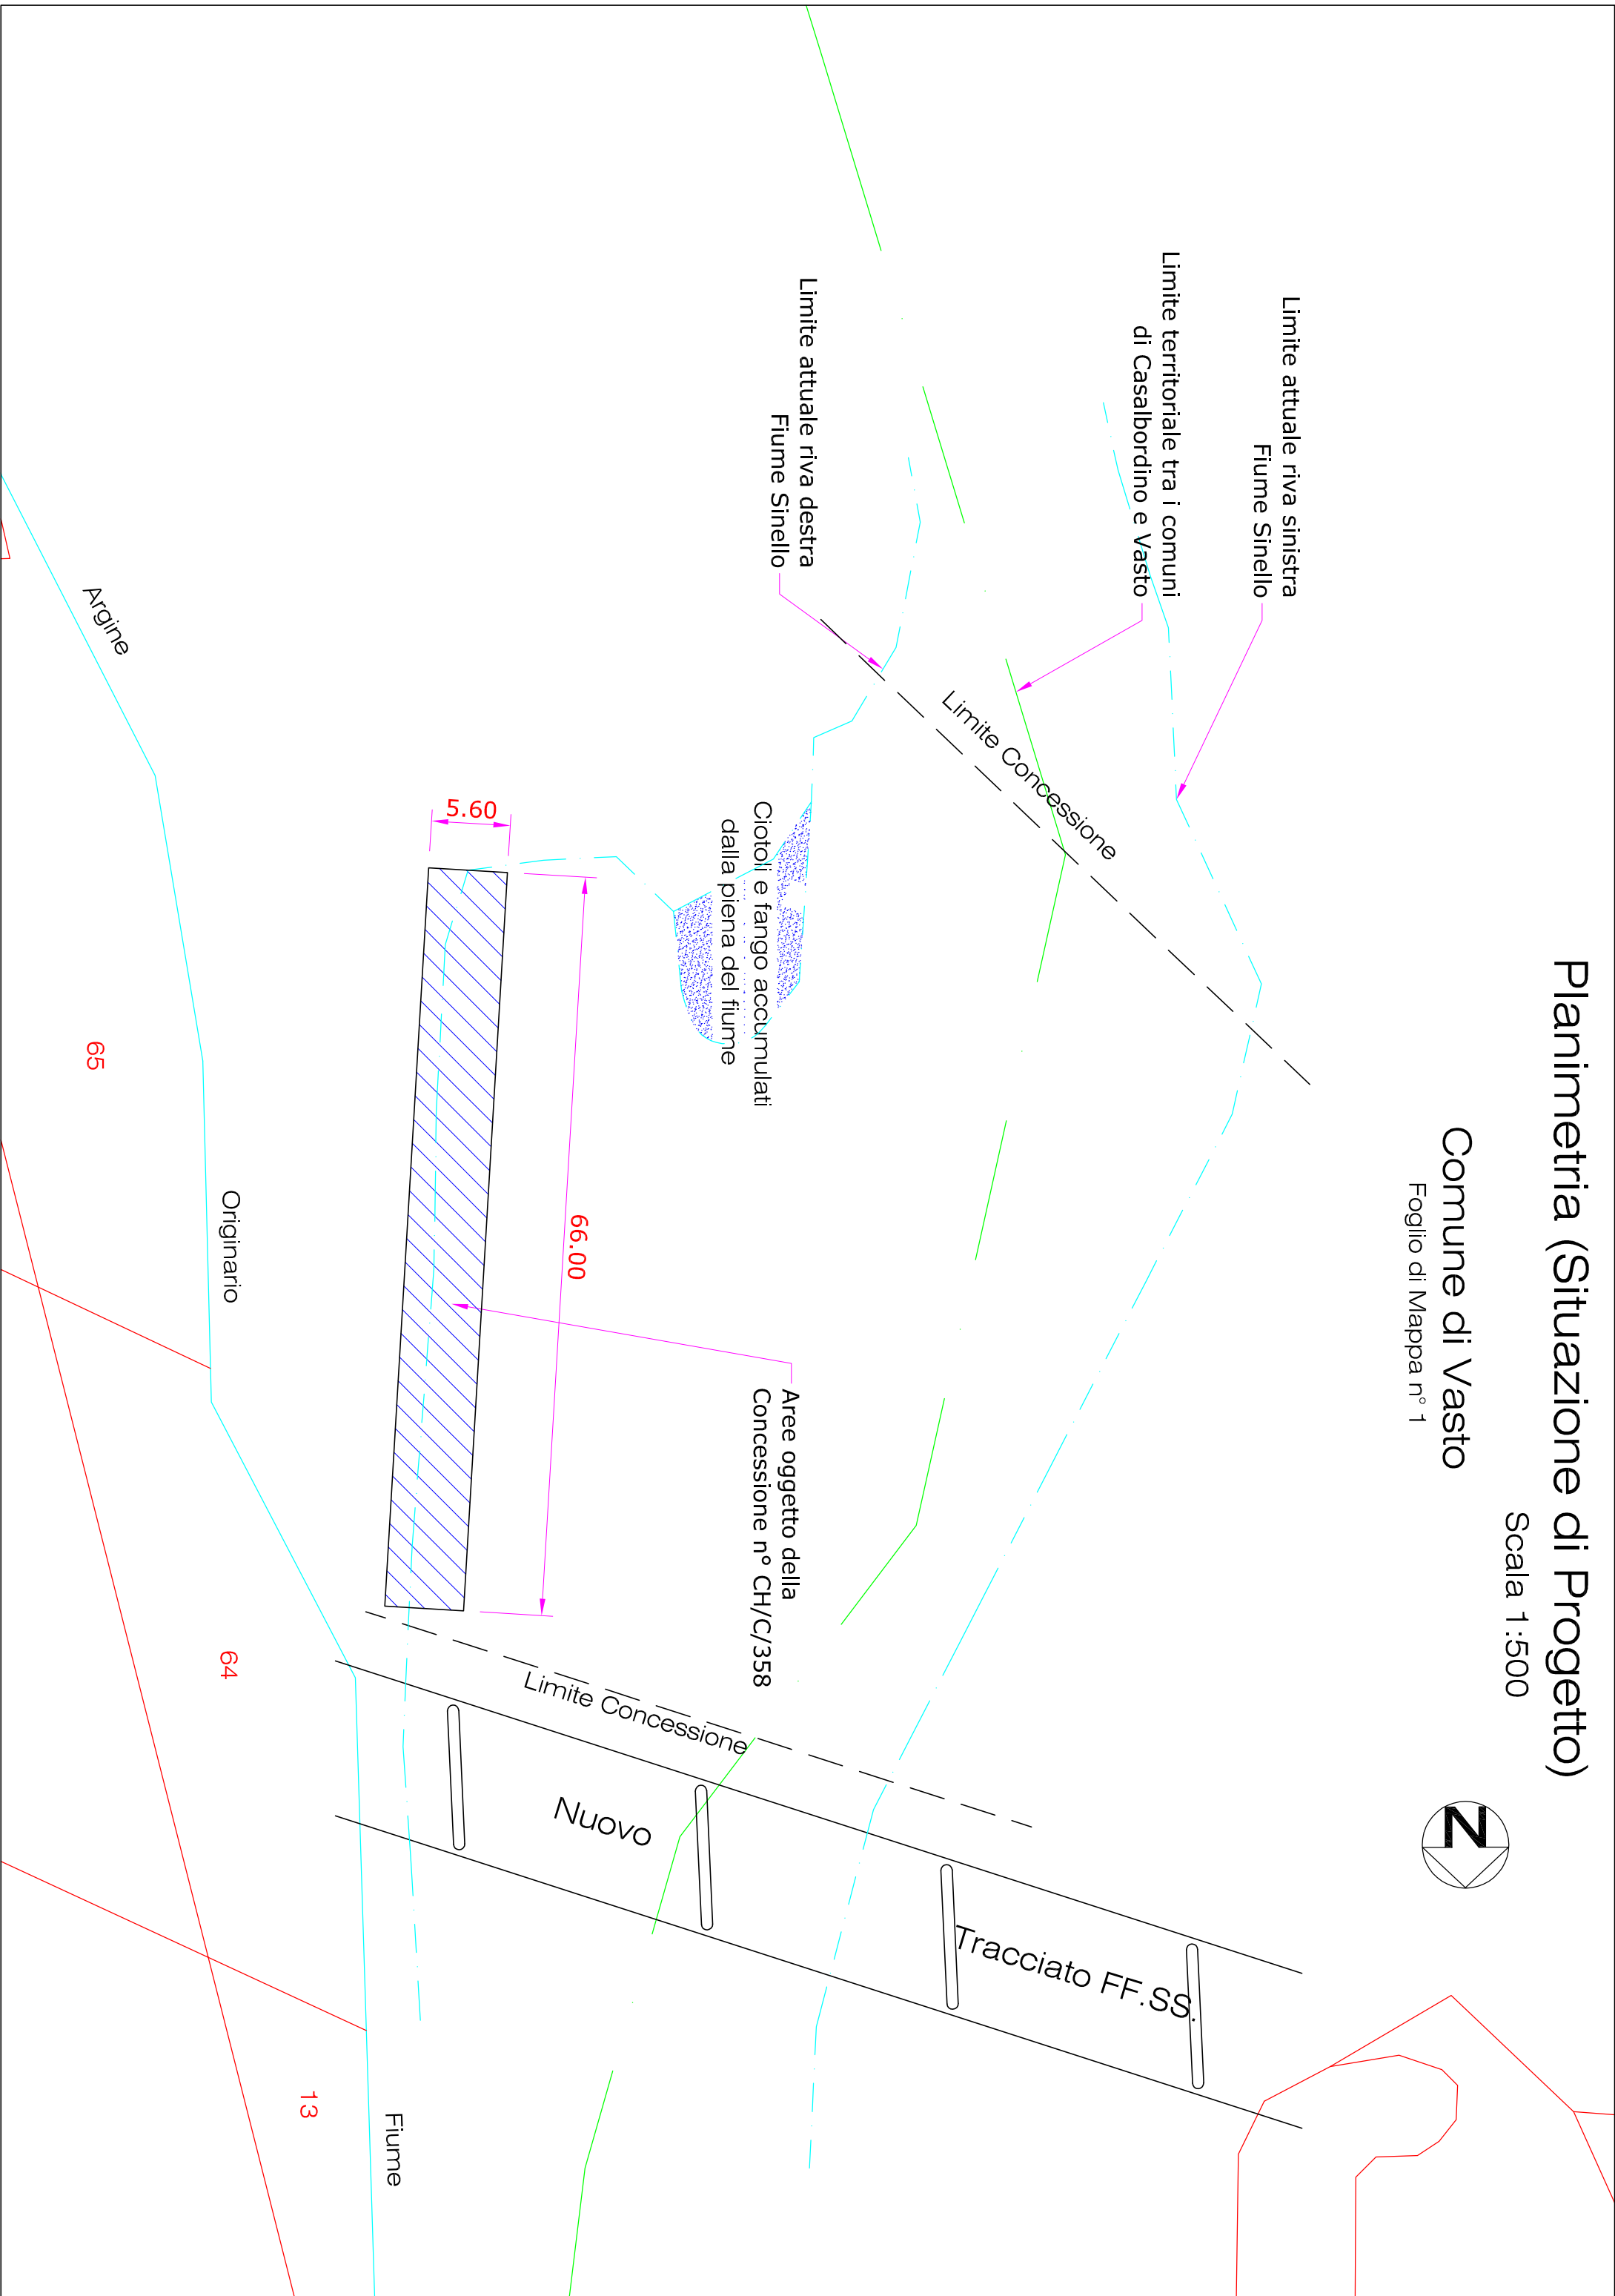 Planimetria (Situazione di Progetto)
Scala 1:500
Comune di Vasto
Foglio di Mappa n° 1
N
Limite attuale riva sinistra
Fiume Sinello
Limite territoriale tra i comuni
di Casalbordino e Vasto
Limite Concessione
Limite attuale riva destra
Fiume Sinello
Ciotoli e fango accumulati
dalla piena del fiume
Aree oggetto della
Concessione n° CH/C/358
Tracciato FF.SS.
Nuovo
Limite Concessione
66.00
5.60
Argine
Originario
Fiume
65
64
13